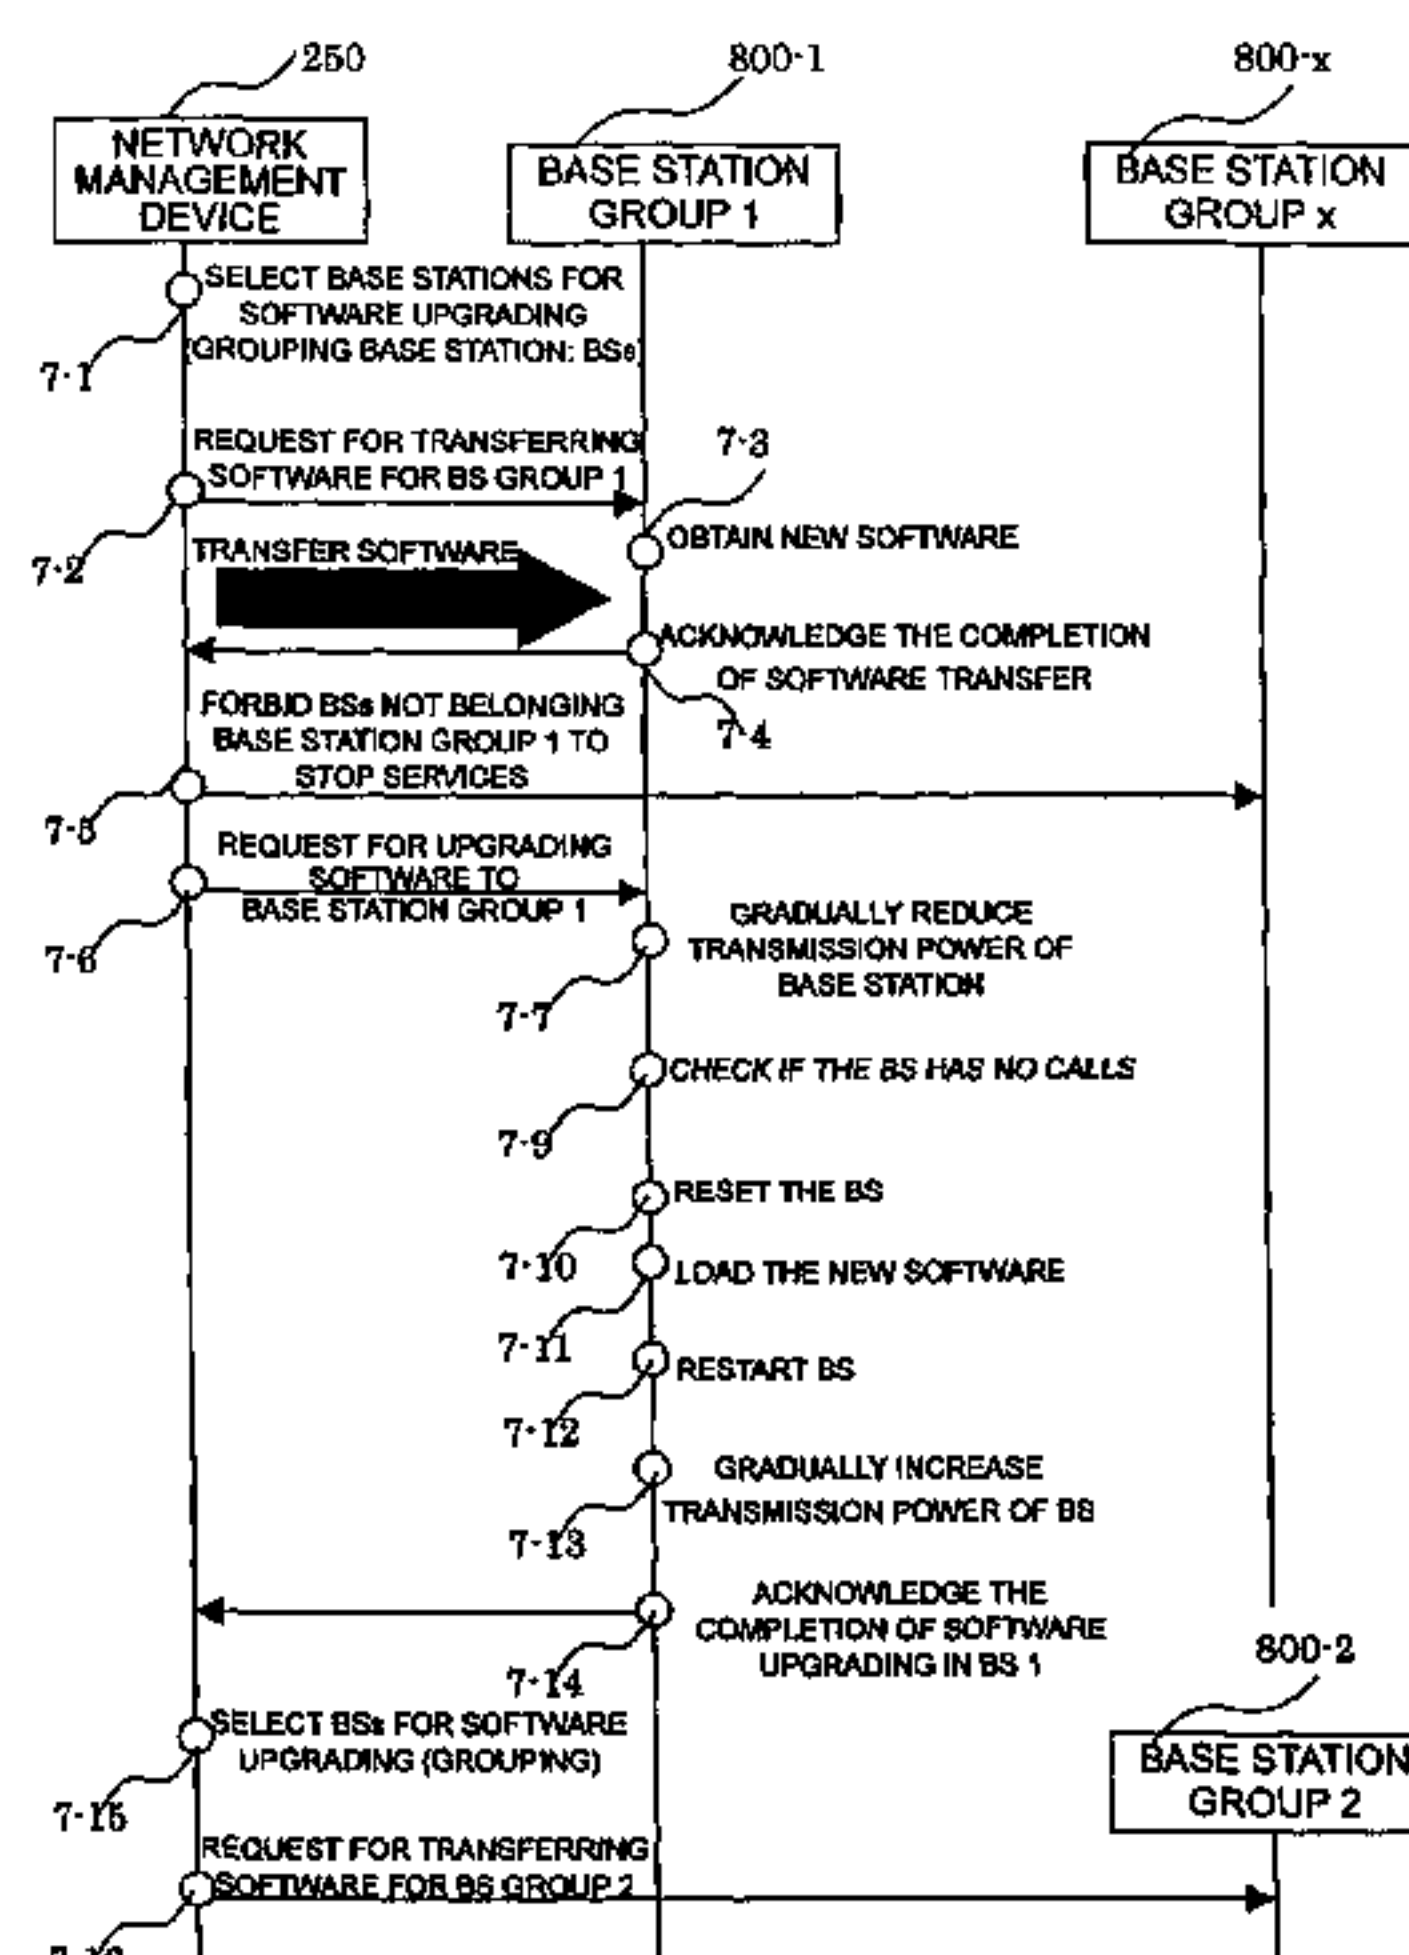 250
800-1
800-x
NETWORK
MANAGEMENT
DEVICE
BASE STATION
GROUP 1
BASE STATION
GROUP x
SELECT BASE STATIONS FOR
SOFTWARE UPGRADING
(GROUPING BASE STATION: BSs)
7-1
REQUEST FOR TRANSFERRING
SOFTWARE FOR BS GROUP 1
7-2
7-3
OBTAIN NEW SOFTWARE
TRANSFER SOFTWARE
ACKNOWLEDGE THE COMPLETION
OF SOFTWARE TRANSFER
7-4
FORBID BSs NOT BELONGING
BASE STATION GROUP 1 TO
STOP SERVICES
7-5
REQUEST FOR UPGRADING
SOFTWARE TO
BASE STATION GROUP 1
7-6
GRADUALLY REDUCE
TRANSMISSION POWER OF
BASE STATION
7-7
CHECK IF THE BS HAS NO CALLS
7-9
RESET THE BS
7-10
LOAD THE NEW SOFTWARE
7-11
RESTART BS
7-12
GRADUALLY INCREASE
TRANSMISSION POWER OF BS
7-13
ACKNOWLEDGE THE
COMPLETION OF SOFTWARE
UPGRADING IN BS 1
7-14
800-2
SELECT BSs FOR SOFTWARE
UPGRADING (GROUPING)
7-15
BASE STATION
GROUP 2
REQUEST FOR TRANSFERRING
SOFTWARE FOR BS GROUP 2